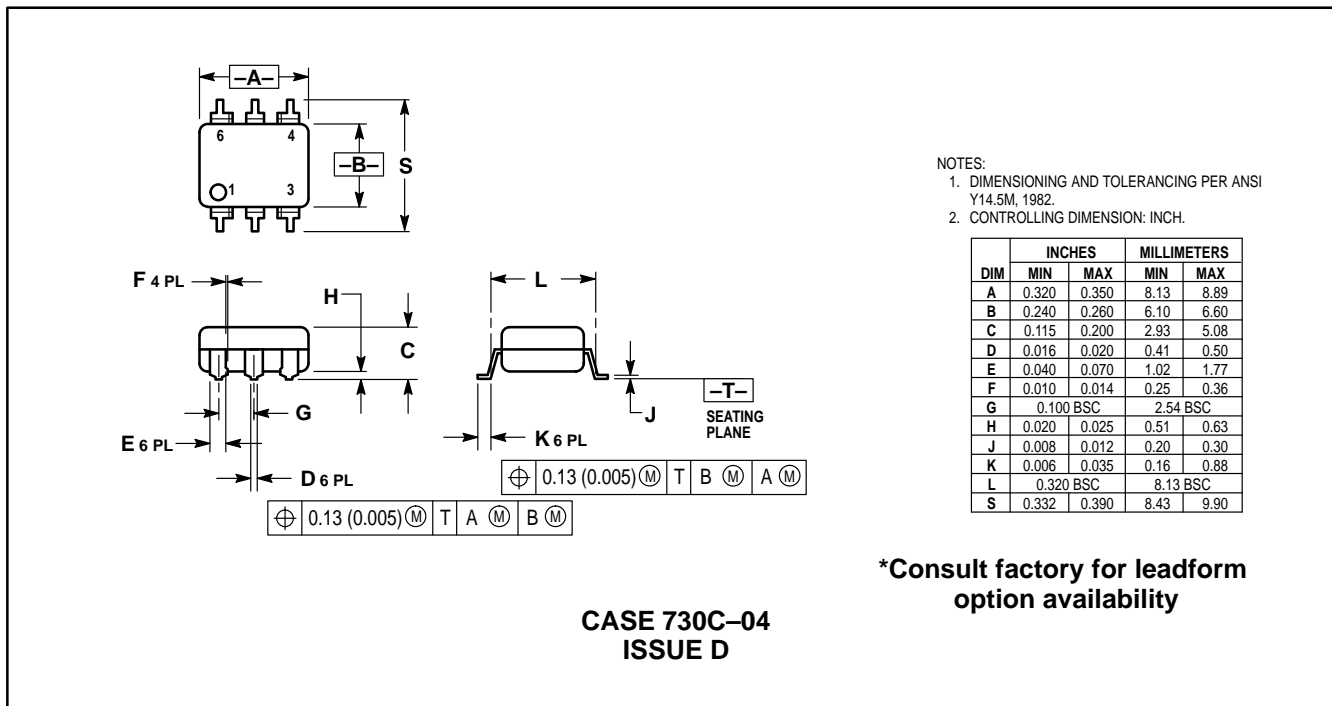 –A–
6 4
–B–
S
1 3
F 4 PL
H
L
C
G
J
–T–
SEATING
PLANE
E 6 PL
K 6 PL
D 6 PL
⌖ 0.13 (0.005) Ⓜ T B Ⓜ A Ⓜ
⌖ 0.13 (0.005) Ⓜ T A Ⓜ B Ⓜ
NOTES:
1. DIMENSIONING AND TOLERANCING PER ANSI
Y14.5M, 1982.
2. CONTROLLING DIMENSION: INCH.
INCHES MILLIMETERS
DIM MIN MAX MIN MAX
A 0.320 0.350 8.13 8.89
B 0.240 0.260 6.10 6.60
C 0.115 0.200 2.93 5.08
D 0.016 0.020 0.41 0.50
E 0.040 0.070 1.02 1.77
F 0.010 0.014 0.25 0.36
G 0.100 BSC 2.54 BSC
H 0.020 0.025 0.51 0.63
J 0.008 0.012 0.20 0.30
K 0.006 0.035 0.16 0.88
L 0.320 BSC 8.13 BSC
S 0.332 0.390 8.43 9.90
*Consult factory for leadform
option availability
CASE 730C–04
ISSUE D